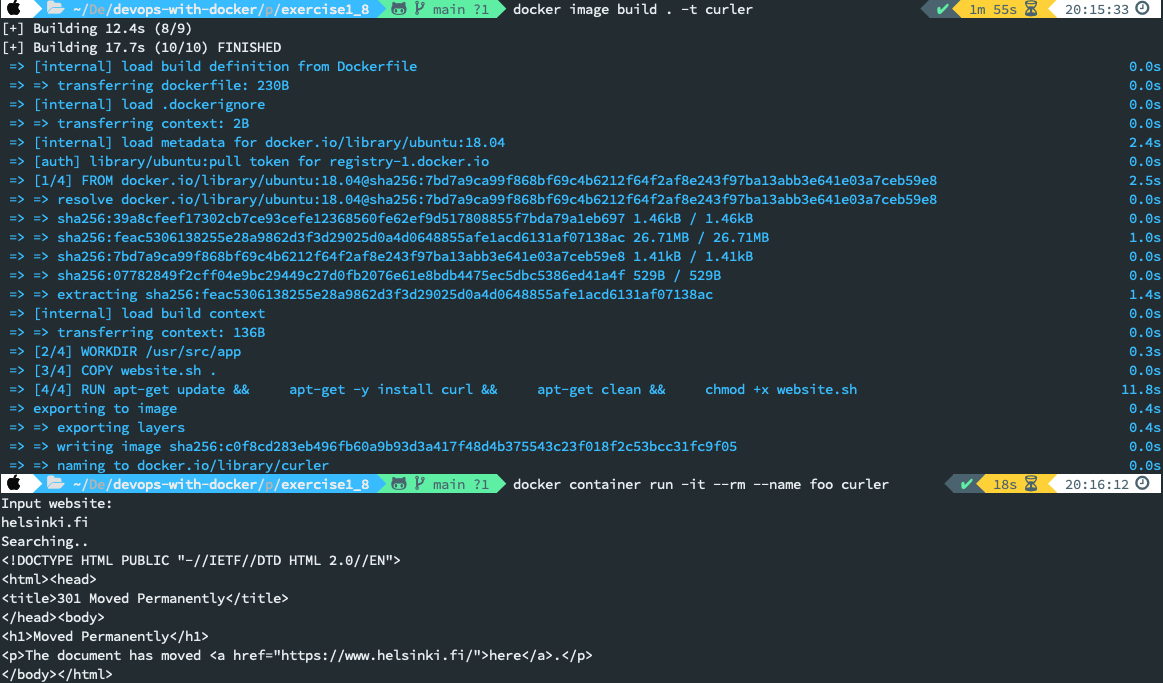 ~/De/devops-with-docker/p/exercise1_8 main ?1 docker image build . -t curler ✔ 1m 55s 20:15:33
[+] Building 12.4s (8/9)
[+] Building 17.7s (10/10) FINISHED
=> [internal] load build definition from Dockerfile 0.0s
=> => transferring dockerfile: 230B 0.0s
=> [internal] load .dockerignore 0.0s
=> => transferring context: 2B 0.0s
=> [internal] load metadata for docker.io/library/ubuntu:18.04 2.4s
=> [auth] library/ubuntu:pull token for registry-1.docker.io 0.0s
=> [1/4] FROM docker.io/library/ubuntu:18.04@sha256:7bd7a9ca99f868bf69c4b6212f64f2af8e243f97ba13abb3e641e03a7ceb59e8 2.5s
=> => resolve docker.io/library/ubuntu:18.04@sha256:7bd7a9ca99f868bf69c4b6212f64f2af8e243f97ba13abb3e641e03a7ceb59e8 0.0s
=> => sha256:39a8cfeef17302cb7ce93cefe12368560fe62ef9d517808855f7bda79a1eb697 1.46kB / 1.46kB 0.0s
=> => sha256:feac5306138255e28a9862d3f3d29025d0a4d0648855afe1acd6131af07138ac 26.71MB / 26.71MB 1.0s
=> => sha256:7bd7a9ca99f868bf69c4b6212f64f2af8e243f97ba13abb3e641e03a7ceb59e8 1.41kB / 1.41kB 0.0s
=> => sha256:07782849f2cff04e9bc29449c27d0fb2076e61e8bdb4475ec5dbc5386ed41a4f 529B / 529B 0.0s
=> => extracting sha256:feac5306138255e28a9862d3f3d29025d0a4d0648855afe1acd6131af07138ac 1.4s
=> [internal] load build context 0.0s
=> => transferring context: 136B 0.0s
=> [2/4] WORKDIR /usr/src/app 0.3s
=> [3/4] COPY website.sh . 0.0s
=> [4/4] RUN apt-get update &&     apt-get -y install curl &&     apt-get clean &&     chmod +x website.sh 11.8s
=> exporting to image 0.4s
=> => exporting layers 0.4s
=> => writing image sha256:c0f8cd283eb496fb60a9b93d3a417f48d4b375543c23f018f2c53bcc31fc9f05 0.0s
=> => naming to docker.io/library/curler 0.0s
~/De/devops-with-docker/p/exercise1_8 main ?1 docker container run -it --rm --name foo curler ✔ 18s 20:16:12
Input website:
helsinki.fi
Searching..
<!DOCTYPE HTML PUBLIC "-//IETF//DTD HTML 2.0//EN">
<html><head>
<title>301 Moved Permanently</title>
</head><body>
<h1>Moved Permanently</h1>
<p>The document has moved <a href="https://www.helsinki.fi/">here</a>.</p>
</body></html>